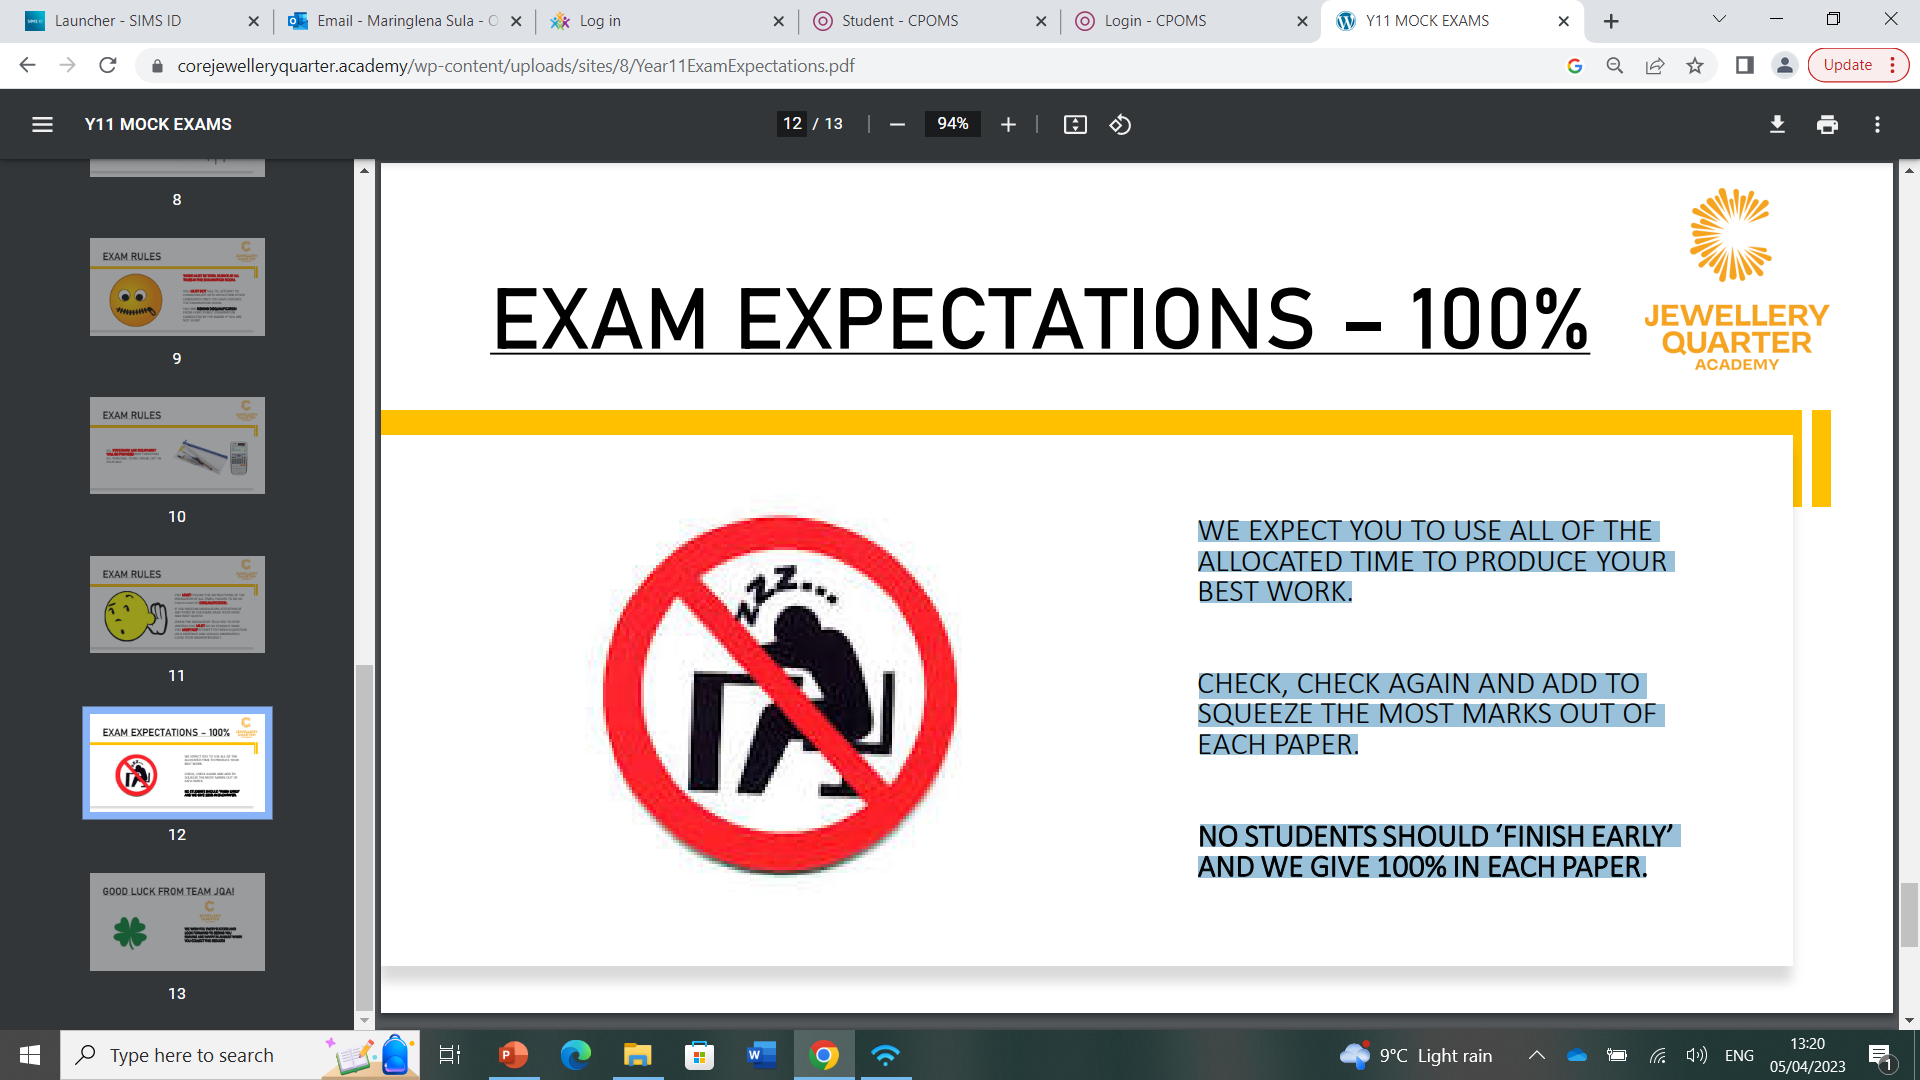 Launcher - SIMS ID
Email - Maringlena Sula - O
Log in
Student - CPOMS
Login - CPOMS
Y11 MOCK EXAMS
corejewelleryquarter.academy/wp-content/uploads/sites/8/Year11ExamExpectations.pdf
Update
Y11 MOCK EXAMS
12 / 13
94%
8
EXAM RULES
9
EXAM RULES
10
EXAM RULES
11
EXAM EXPECTATIONS – 100%
12
GOOD LUCK FROM TEAM JQA!
13
EXAM EXPECTATIONS – 100%
JEWELLERY
QUARTER
ACADEMY
zzz...
WE EXPECT YOU TO USE ALL OF THE
ALLOCATED TIME TO PRODUCE YOUR
BEST WORK.
CHECK, CHECK AGAIN AND ADD TO
SQUEEZE THE MOST MARKS OUT OF
EACH PAPER.
NO STUDENTS SHOULD ‘FINISH EARLY’
AND WE GIVE 100% IN EACH PAPER.
Type here to search
9°C Light rain
ENG
13:20
05/04/2023
1